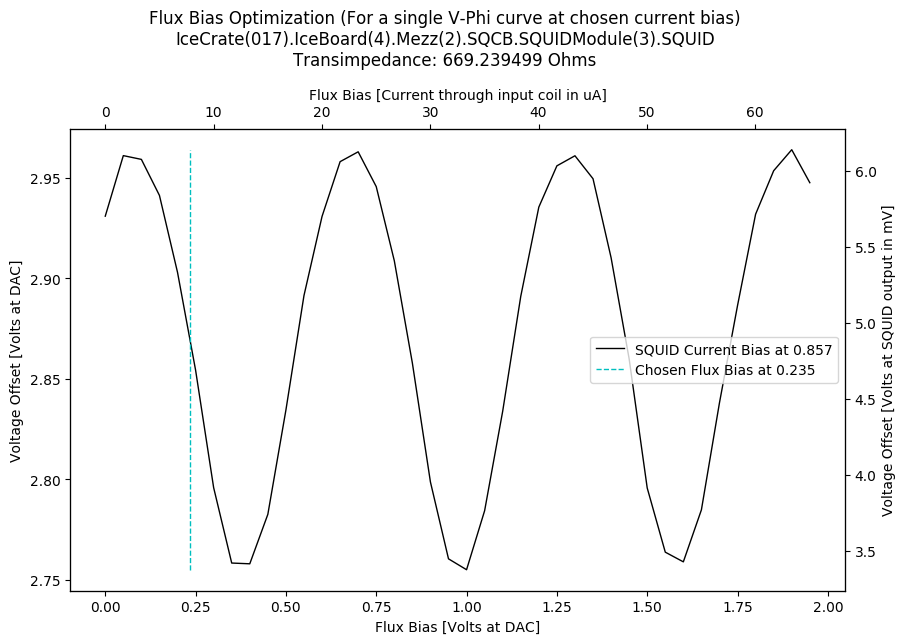 Flux Bias Optimization (For a single V-Phi curve at chosen current bias)
IceCrate(017).IceBoard(4).Mezz(2).SQCB.SQUIDModule(3).SQUID
Transimpedance: 669.239499 Ohms
Flux Bias [Current through input coil in uA]
0 10 20 30 40 50 60
Voltage Offset [Volts at DAC]
2.95
2.90
2.85
2.80
2.75
SQUID Current Bias at 0.857
Chosen Flux Bias at 0.235
6.0
5.5
5.0
4.5
4.0
3.5
Voltage Offset [Volts at SQUID output in mV]
0.00 0.25 0.50 0.75 1.00 1.25 1.50 1.75 2.00
Flux Bias [Volts at DAC]